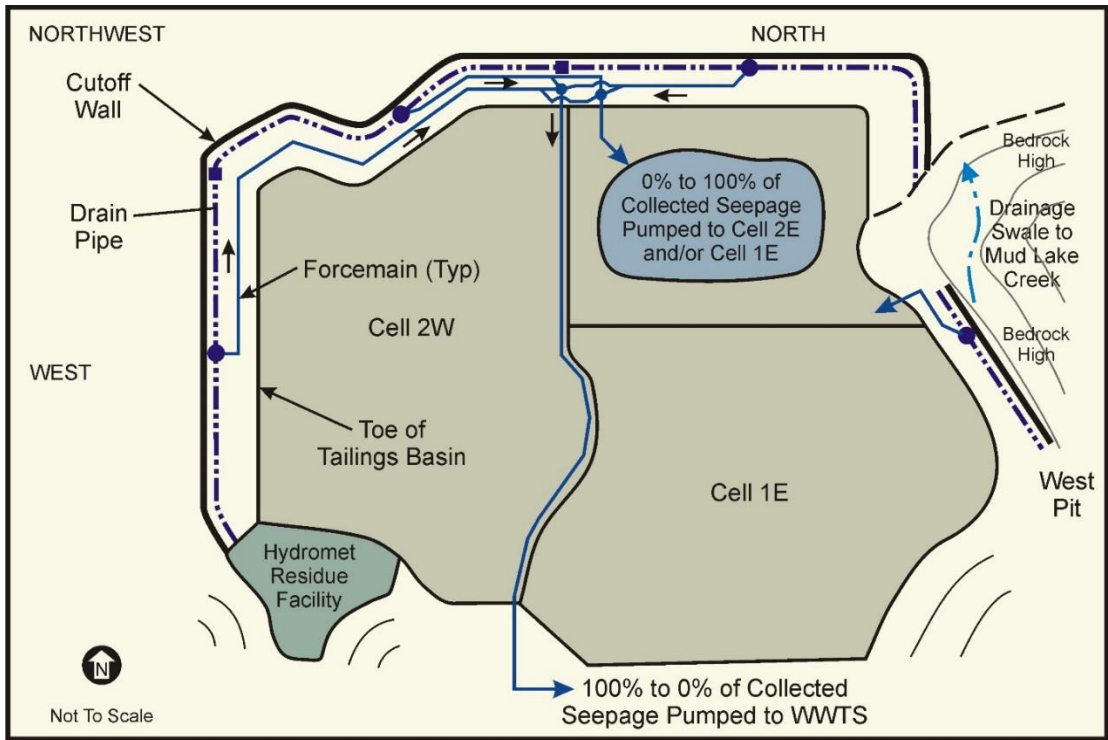 NORTHWEST
NORTH
Cutoff
Wall
Drain
Pipe
Forcemain (Typ)
Cell 2W
WEST
Toe of
Tailings Basin
0% to 100% of
Collected Seepage
Pumped to Cell 2E
and/or Cell 1E
Bedrock
High
Drainage
Swale to
Mud Lake
Creek
Bedrock
High
West
Pit
Cell 1E
Hydromet
Residue
Facility
N
Not To Scale
100% to 0% of Collected
Seepage Pumped to WWTS